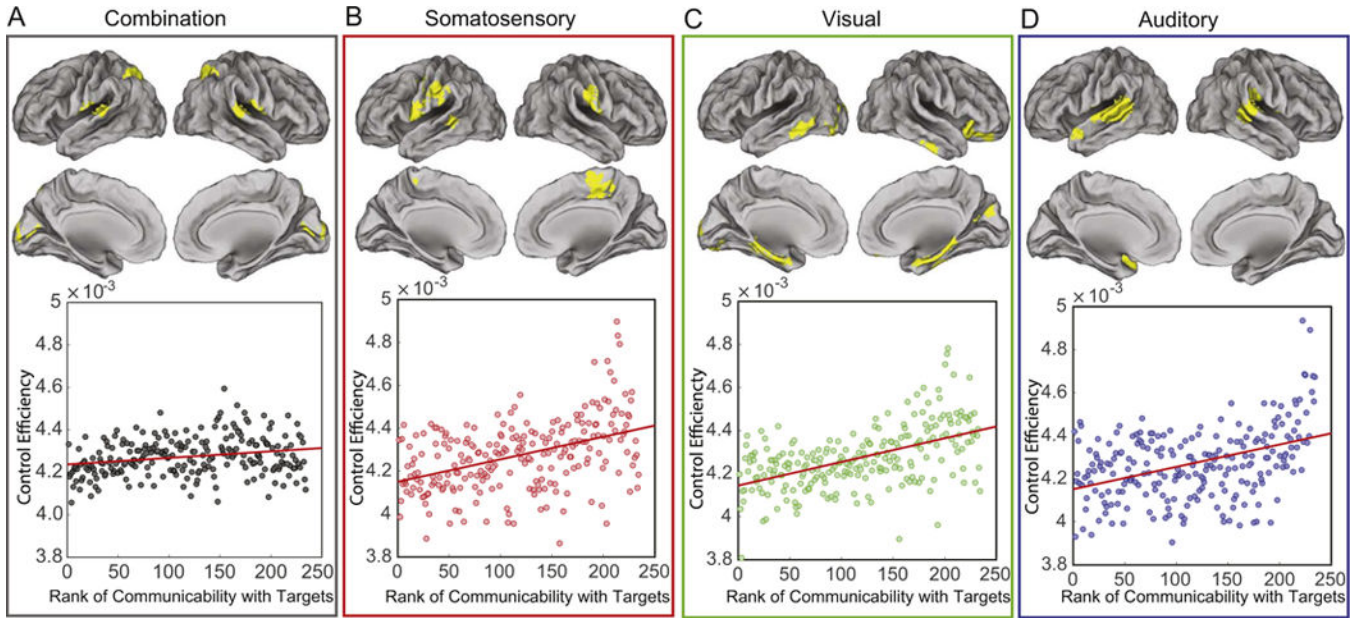 A Combination
B Somatosensory
C Visual
D Auditory
5 ×10⁻³
4.8
4.6
4.4
4.2
4.0
3.8
Control Efficiency
0 50 100 150 200 250
Rank of Communicability with Targets
5 ×10⁻³
4.8
4.6
4.4
4.2
4
3.8
Control Efficiency
0 50 100 150 200 250
Rank of Communicability with Targets
5 ×10⁻³
4.8
4.6
4.4
4.2
4
3.8
Control Efficiency
0 50 100 150 200 250
Rank of Communicability with Targets
5 ×10⁻³
4.8
4.6
4.4
4.2
4
3.8
Control Efficiency
0 50 100 150 200 250
Rank of Communicability with Targets